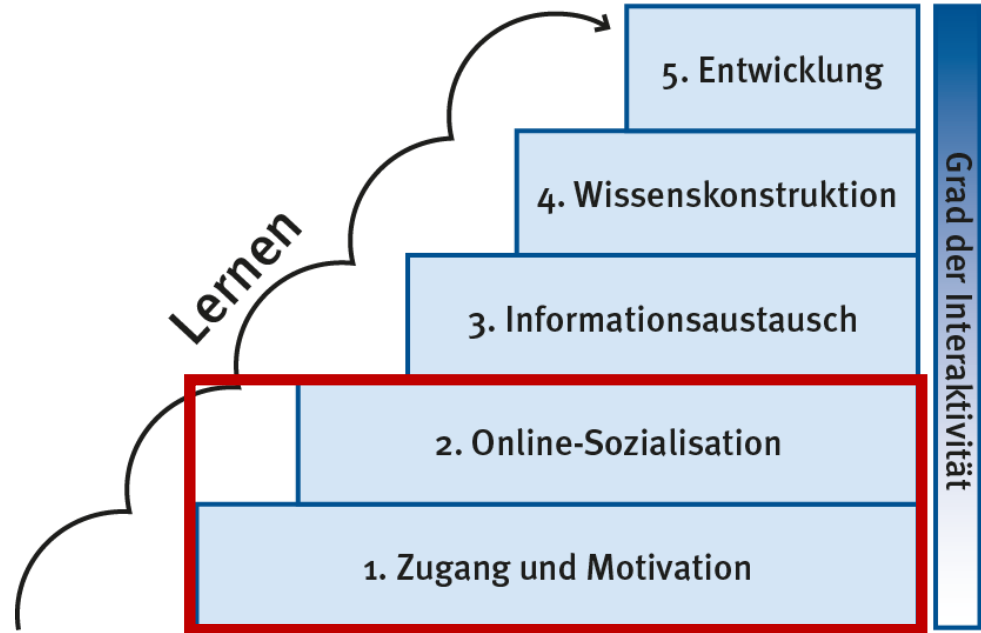 5. Entwicklung
4. Wissenskonstruktion
3. Informationsaustausch
2. Online-Sozialisation
1. Zugang und Motivation
Lernen
Grad der Interaktivität